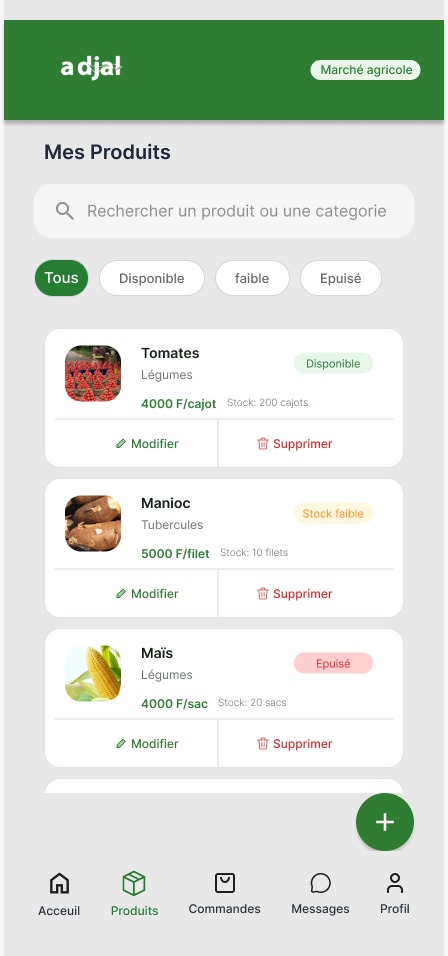 adjal
Marché agricole
Mes Produits
Rechercher un produit ou une categorie
Tous
Disponible
faible
Epuisé
Tomates
Disponible
Légumes
4000 F/cajot Stock: 200 cajots
Modifier
Supprimer
Manioc
Stock faible
Tubercules
5000 F/filet Stock: 10 filets
Modifier
Supprimer
Maïs
Epuisé
Légumes
4000 F/sac Stock: 20 sacs
Modifier
Supprimer
Acceuil
Produits
Commandes
Messages
Profil